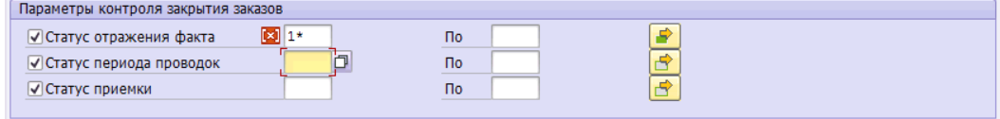 Параметры контроля закрытия заказов
Статус отражения факта 1* По
Статус периода проводок По
Статус приемки По